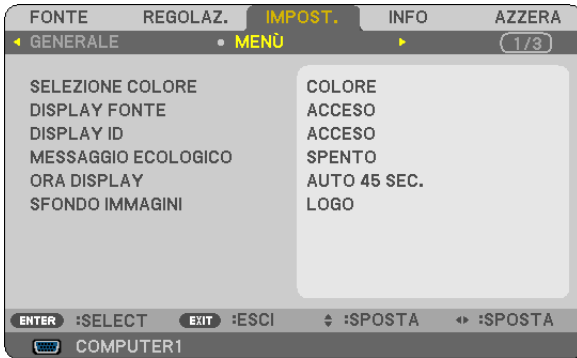 FONTE REGOLAZ. IMPOST. INFO AZZERA
GENERALE MENÙ 1/3
SELEZIONE COLORE COLORE
DISPLAY FONTE ACCESO
DISPLAY ID ACCESO
MESSAGGIO ECOLOGICO SPENTO
ORA DISPLAY AUTO 45 SEC.
SFONDO IMMAGINI LOGO
ENTER :SELECT EXIT :ESCI :SPOSTA :SPOSTA
COMPUTER1